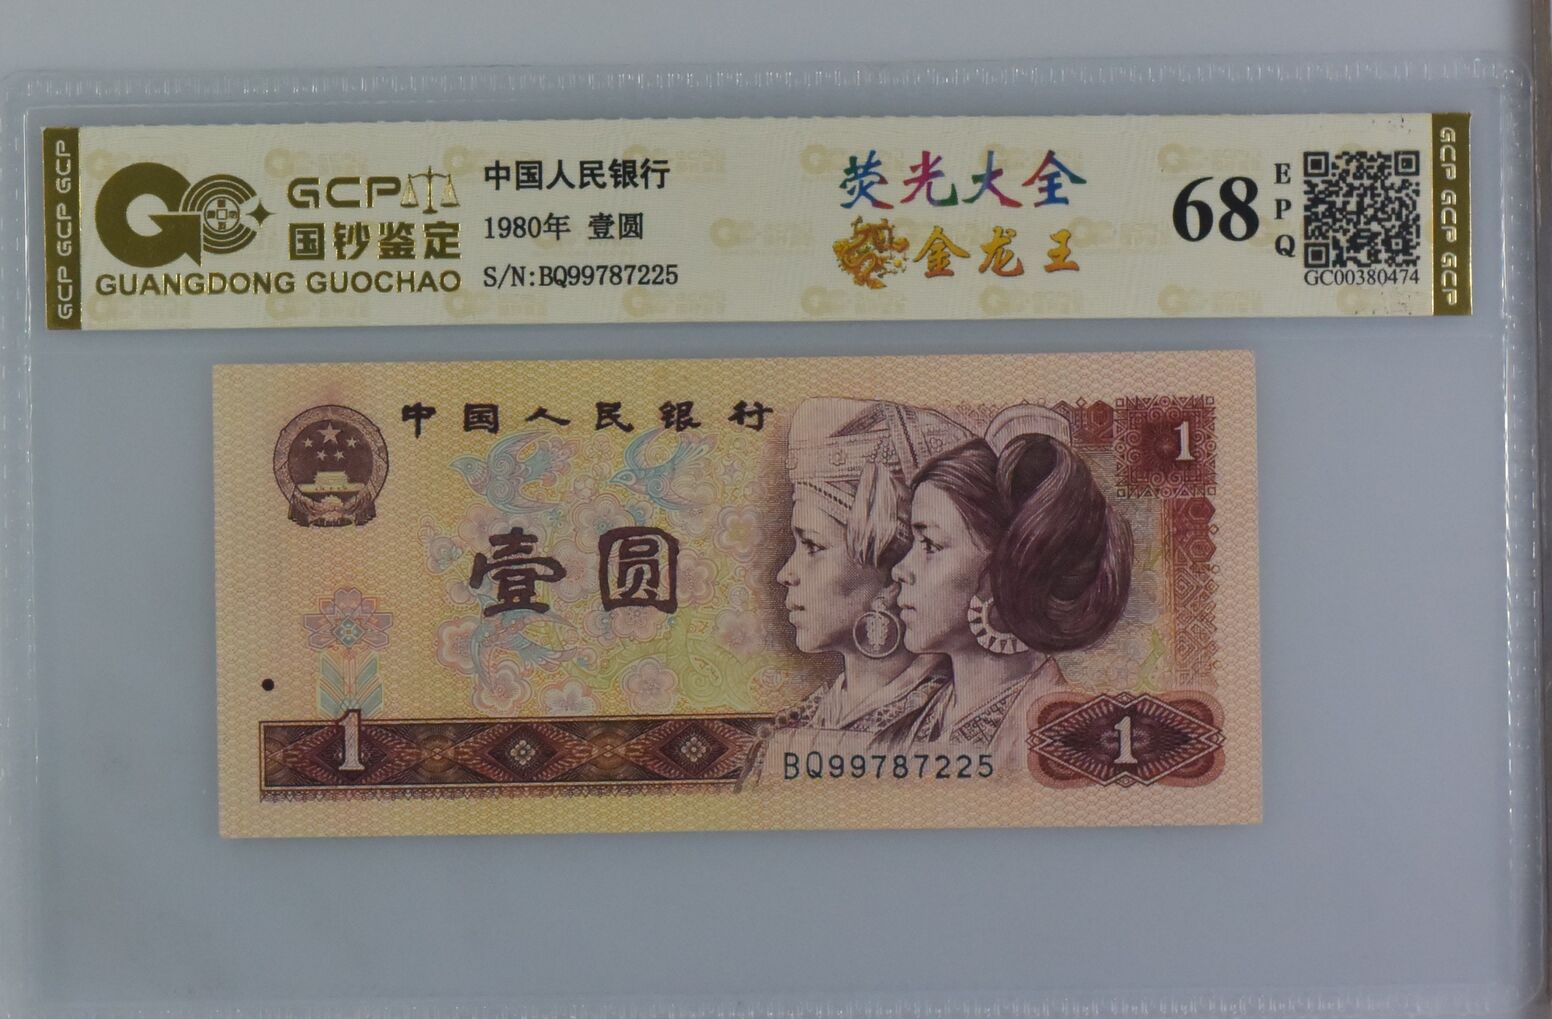 GCP GCP GCP
GCP
国钞鉴定
GUANGDONG GUOCHAO
中国人民银行
1980年 壹圆
S/N:BQ99787225
荧光大全
金龙王
68
EPQ
GC00380474
GCP GCP GCP
中国人民银行
1
壹圆
1
BQ99787225
1